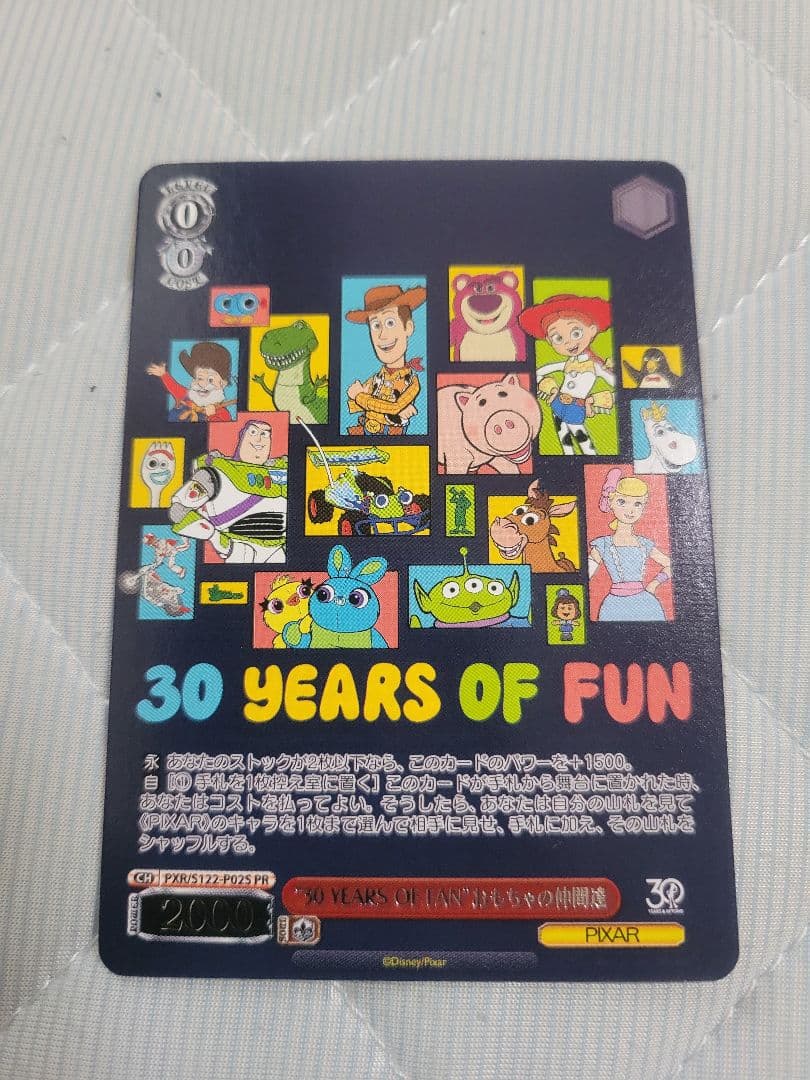 LEVEL
0
0
COST
30 YEARS OF FUN
永 あなたのストックが2枚以下なら、このカードのパワーを+1500。
自 [① 手札を1枚控え室に置く] このカードが手札から舞台に置かれた時、
あなたはコストを払ってよい。そうしたら、あなたは自分の山札を見て
《PIXAR》のキャラを1枚まで選んで相手に見せ、手札に加え、その山札を
シャッフルする。
CH PXR/S122-P02S PR
"30 YEARS OF FAN"おもちゃの仲間達
30
YEARS & BEYOND
POWER
2000
SOUL
PIXAR
©Disney/Pixar